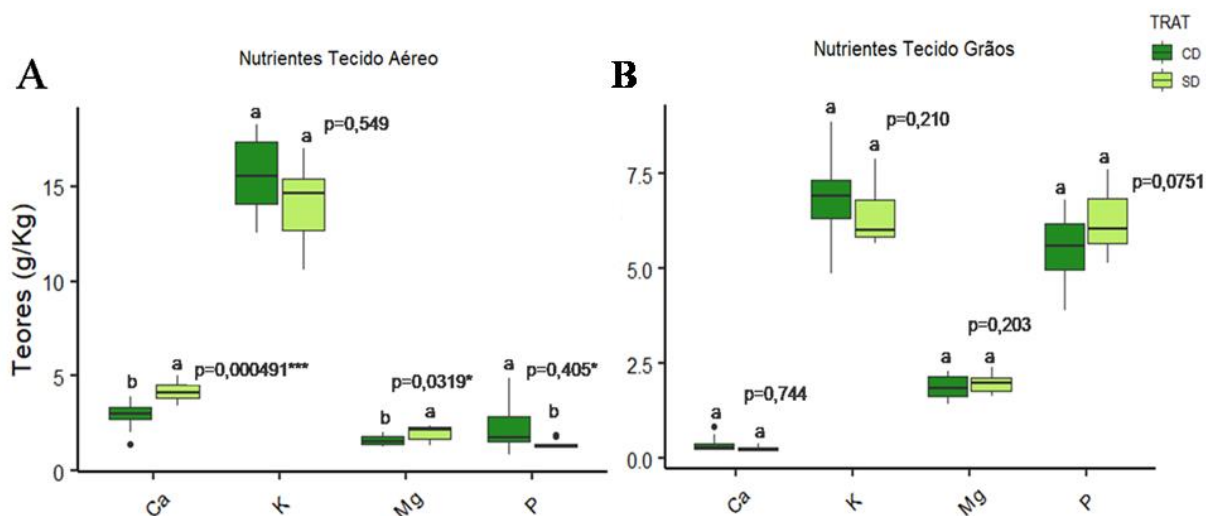 A
Nutrientes Tecido Aéreo
Teores (g/Kg)
15
10
5
0
b
a
p=0,000491***
a
a
p=0,549
b
a
p=0,0319*
a
b
p=0,405*
Ca
K
Mg
P
B
Nutrientes Tecido Grãos
TRAT
CD
SD
7.5
5.0
2.5
0.0
a
a
p=0,744
a
a
p=0,210
a
a
p=0,203
a
a
p=0,0751
Ca
K
Mg
P